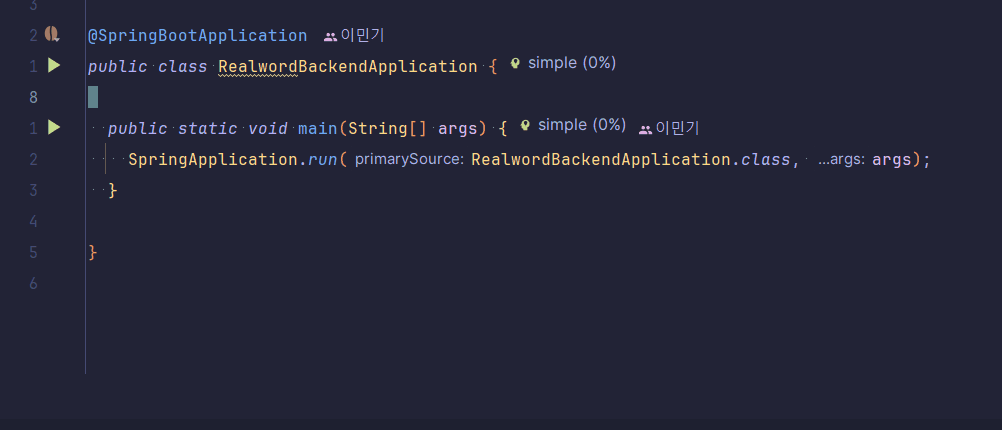 3
2 @SpringBootApplication 이민기
1 public class RealwordBackendApplication { simple (0%)
8
1 public static void main(String[] args) { simple (0%) 이민기
2 SpringApplication.run( primarySource: RealwordBackendApplication.class, ...args: args);
3 }
4
5 }
6